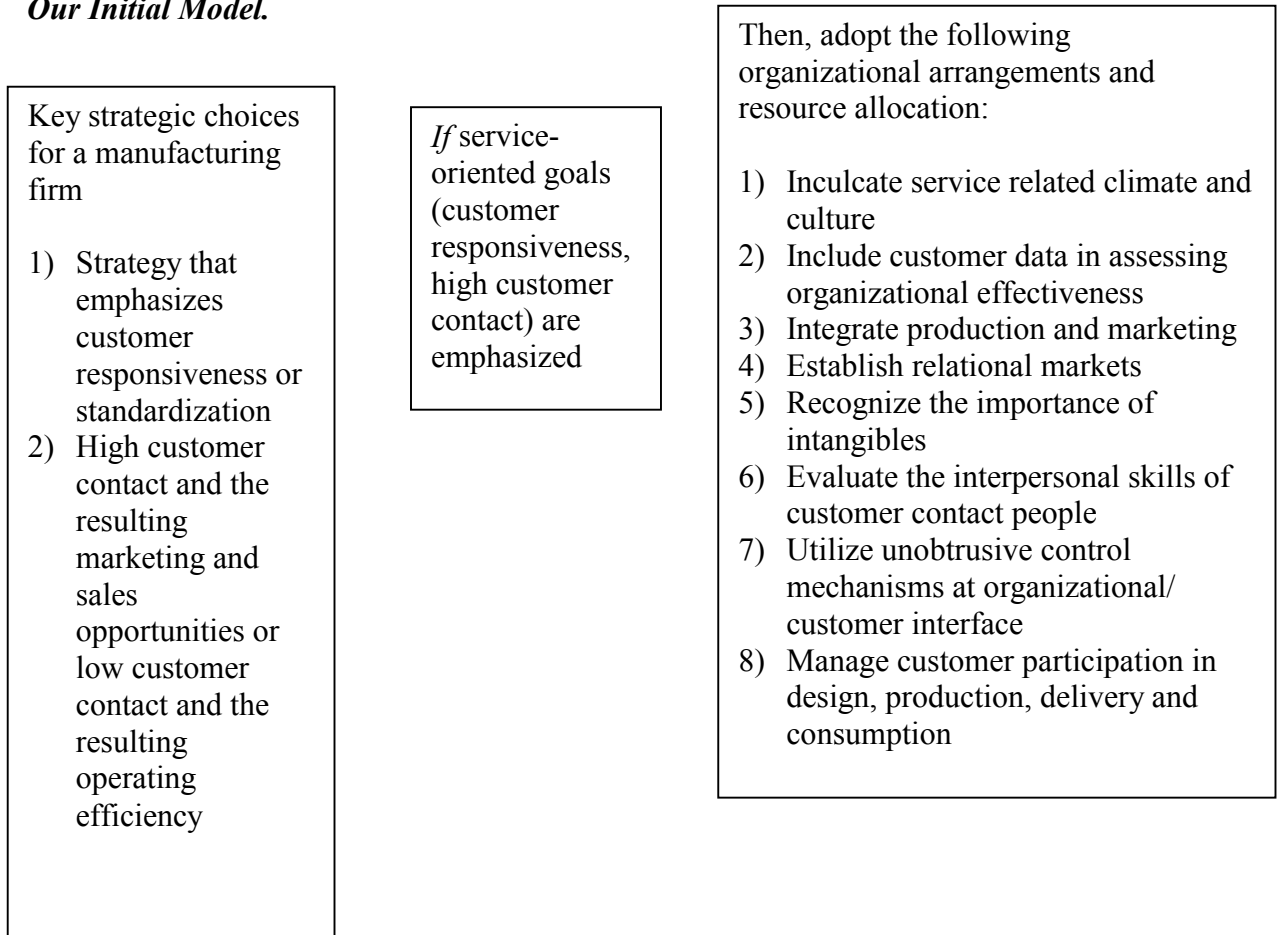 Our Initial Model.
Key strategic choices
for a manufacturing
firm
1) Strategy that
emphasizes
customer
responsiveness or
standardization
2) High customer
contact and the
resulting
marketing and
sales
opportunities or
low customer
contact and the
resulting
operating
efficiency
If service-
oriented goals
(customer
responsiveness,
high customer
contact) are
emphasized
Then, adopt the following
organizational arrangements and
resource allocation:
1) Inculcate service related climate and
culture
2) Include customer data in assessing
organizational effectiveness
3) Integrate production and marketing
4) Establish relational markets
5) Recognize the importance of
intangibles
6) Evaluate the interpersonal skills of
customer contact people
7) Utilize unobtrusive control
mechanisms at organizational/
customer interface
8) Manage customer participation in
design, production, delivery and
consumption